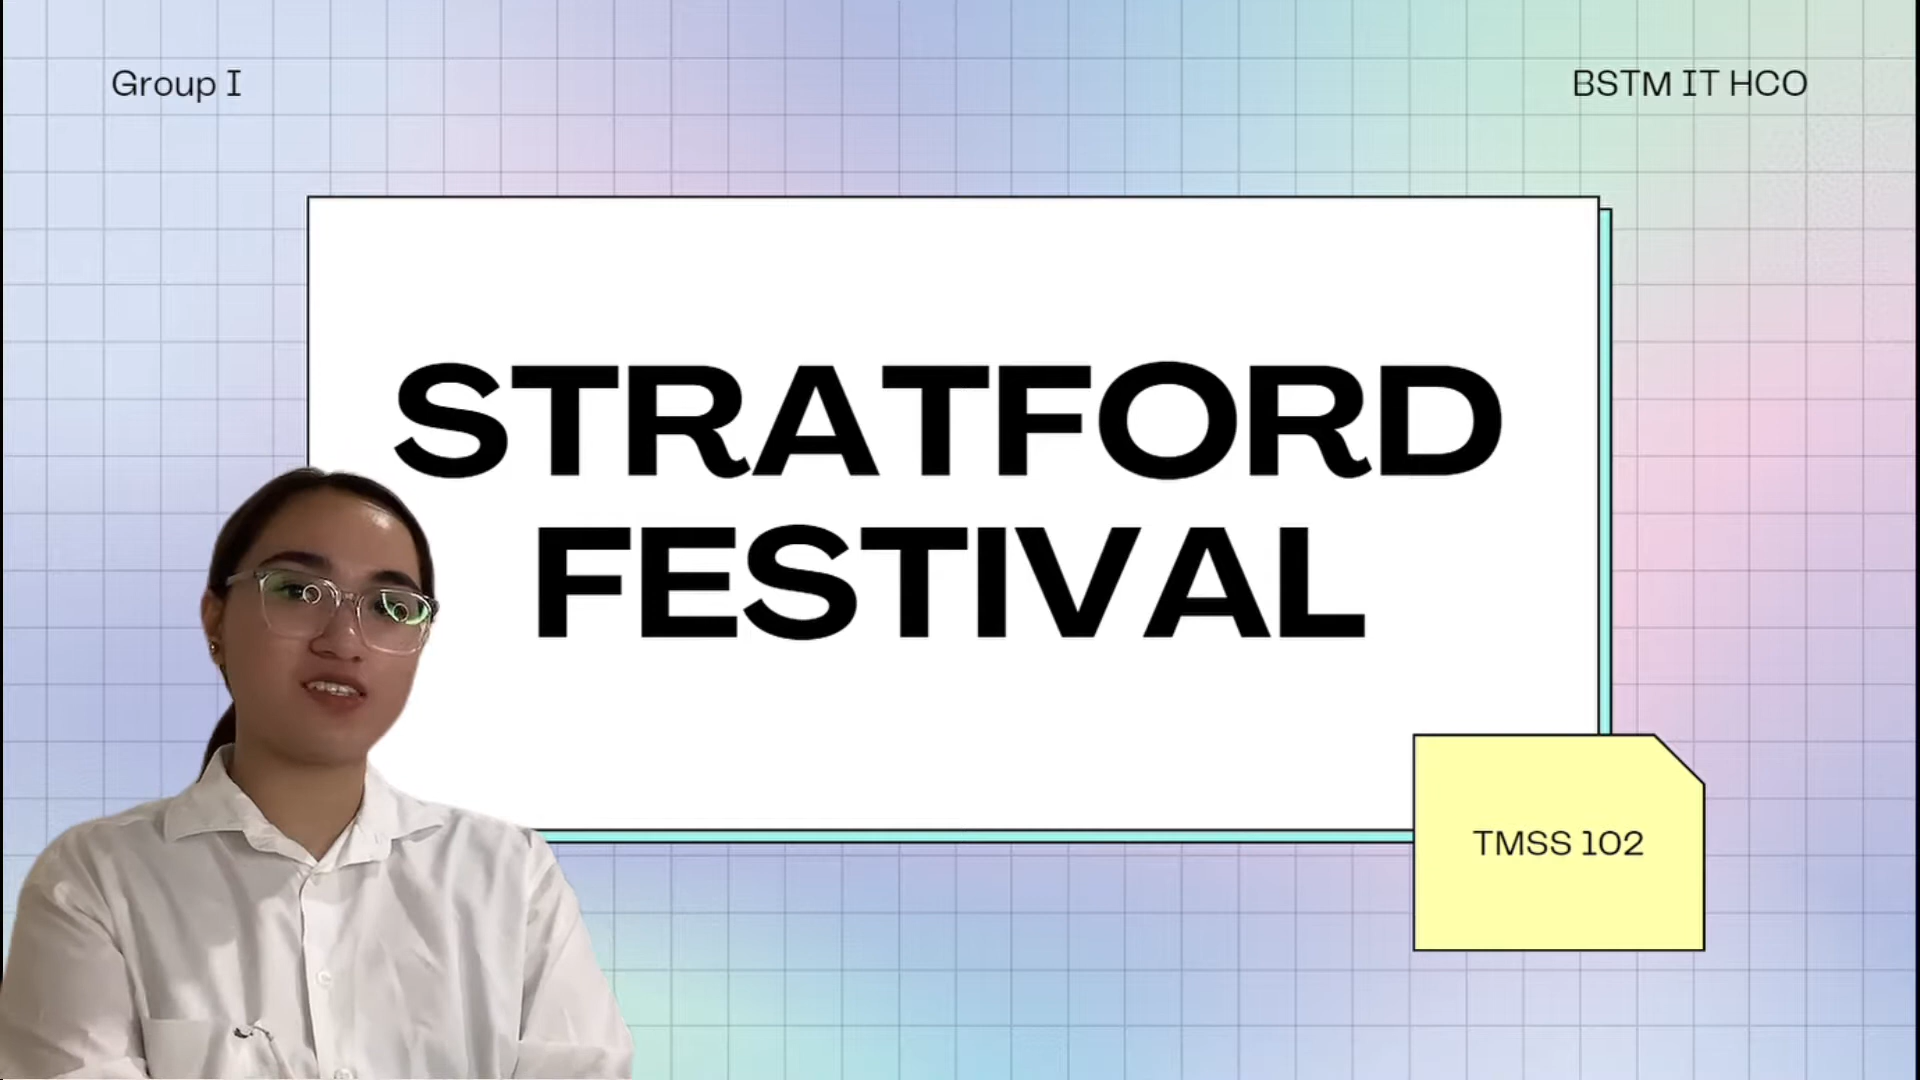 Group I
BSTM IT HCO
STRATFORD
FESTIVAL
TMSS 102